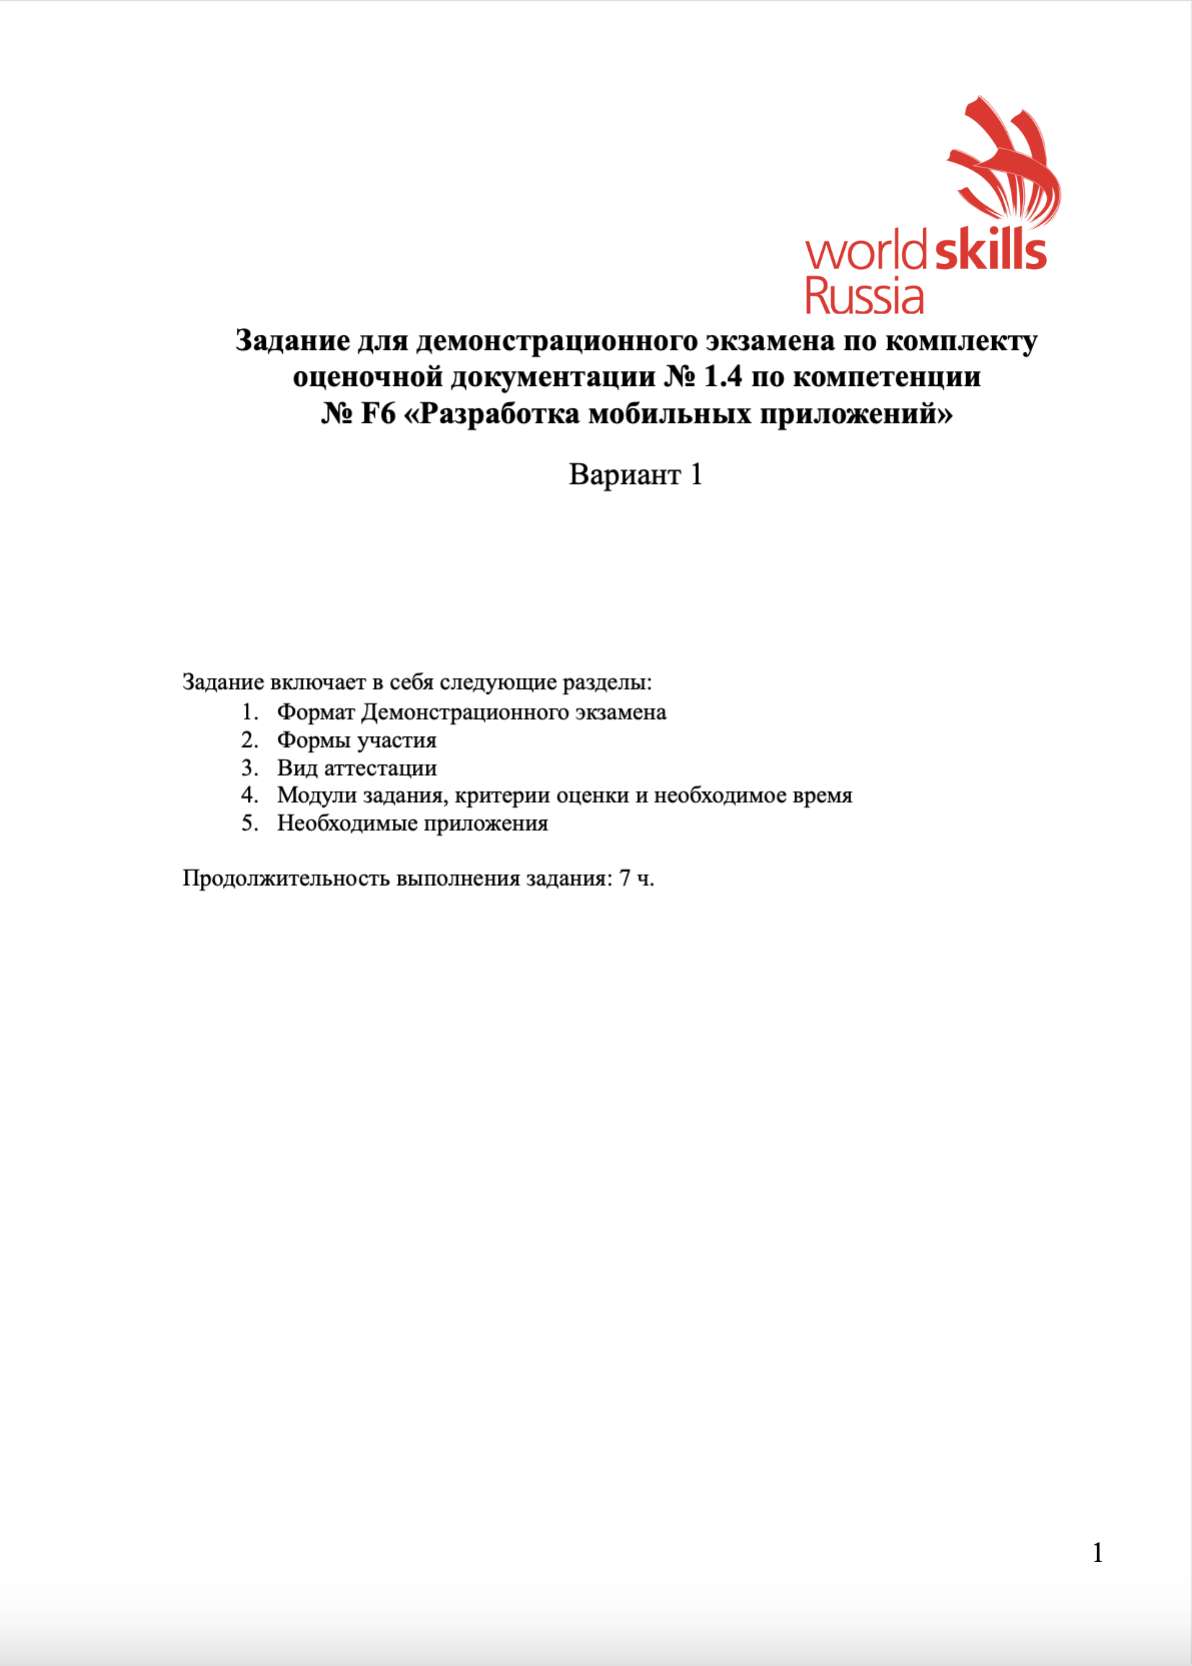 world skills
Russia
Задание для демонстрационного экзамена по комплекту
оценочной документации № 1.4 по компетенции
№ F6 «Разработка мобильных приложений»
Вариант 1
Задание включает в себя следующие разделы:
1. Формат Демонстрационного экзамена
2. Формы участия
3. Вид аттестации
4. Модули задания, критерии оценки и необходимое время
5. Необходимые приложения
Продолжительность выполнения задания: 7 ч.
1